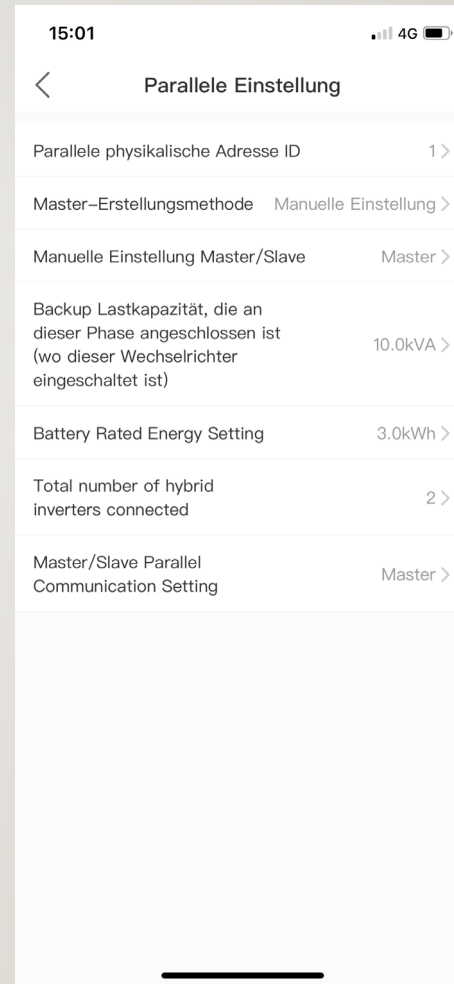 15:01 4G
Parallele Einstellung
Parallele physikalische Adresse ID 1
Master-Erstellungsmethode Manuelle Einstellung
Manuelle Einstellung Master/Slave Master
Backup Lastkapazität, die an
dieser Phase angeschlossen ist
(wo dieser Wechselrichter
eingeschaltet ist) 10.0kVA
Battery Rated Energy Setting 3.0kWh
Total number of hybrid
inverters connected 2
Master/Slave Parallel
Communication Setting Master